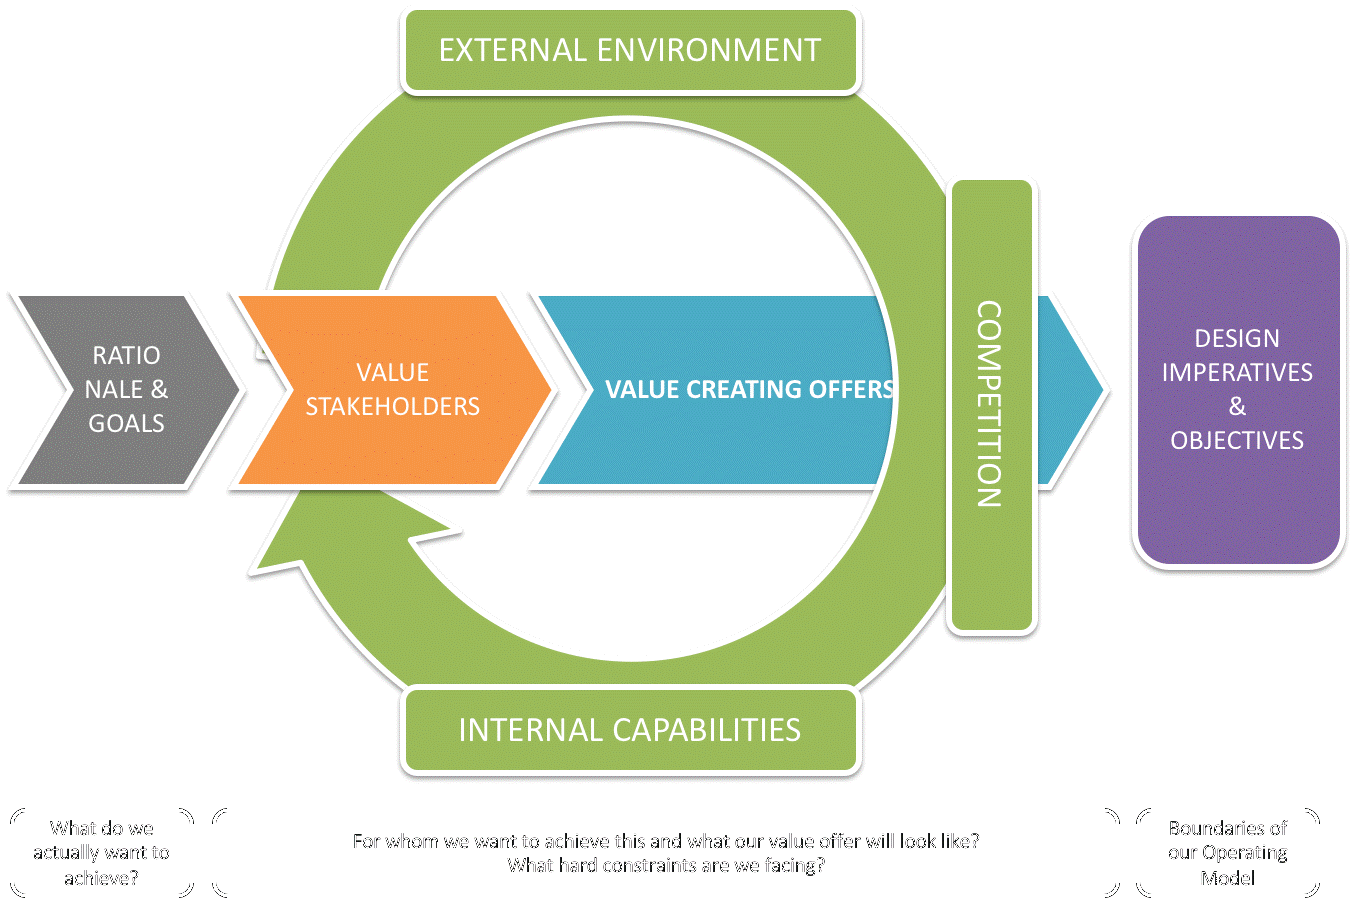 EXTERNAL ENVIRONMENT
RATIO
NALE &
GOALS
VALUE
STAKEHOLDERS
VALUE CREATING OFFERS
COMPETITION
DESIGN
IMPERATIVES
&
OBJECTIVES
INTERNAL CAPABILITIES
What do we
actually want to
achieve?
For whom we want to achieve this and what our value offer will look like?
What hard constraints are we facing?
Boundaries of
our Operating
Model